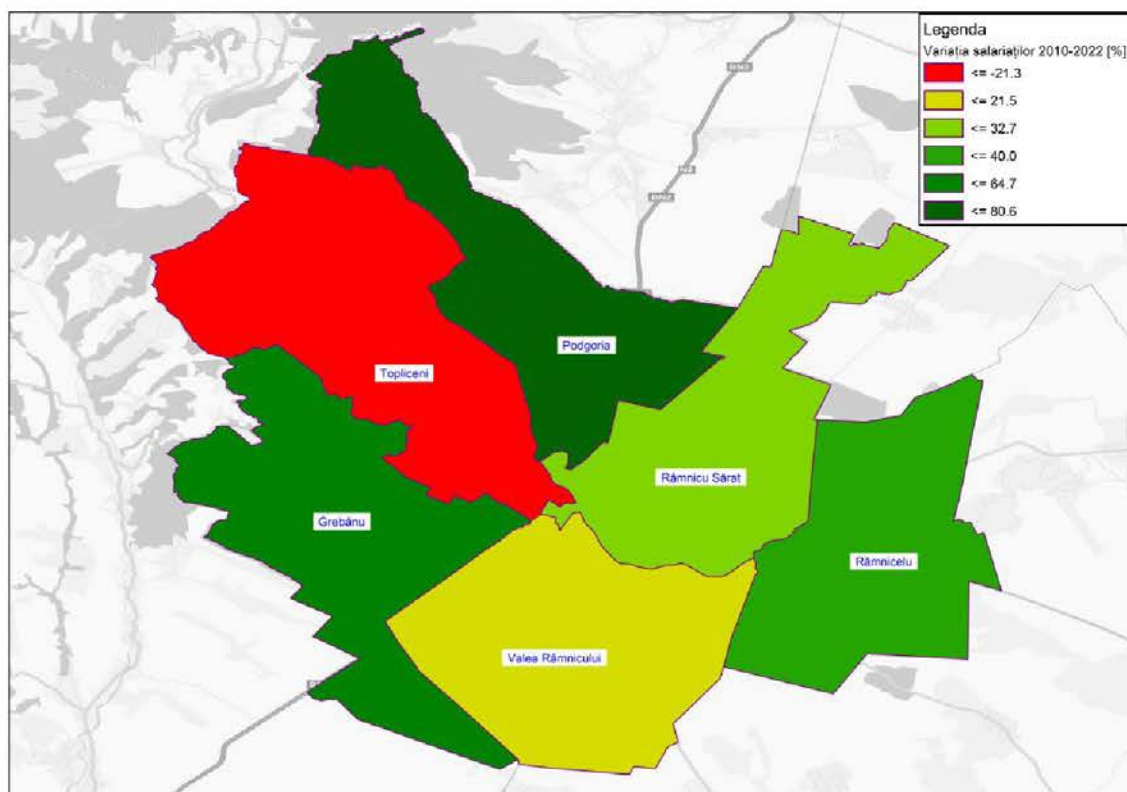 Legenda
Variația salariaților 2010-2022 [%]
<= -21.3
<= 21.5
<= 32.7
<= 40.0
<= 64.7
<= 80.6
Podgoria
Topliceni
Râmnicu Sărat
Grebănu
Râmnicelu
Valea Râmnicului